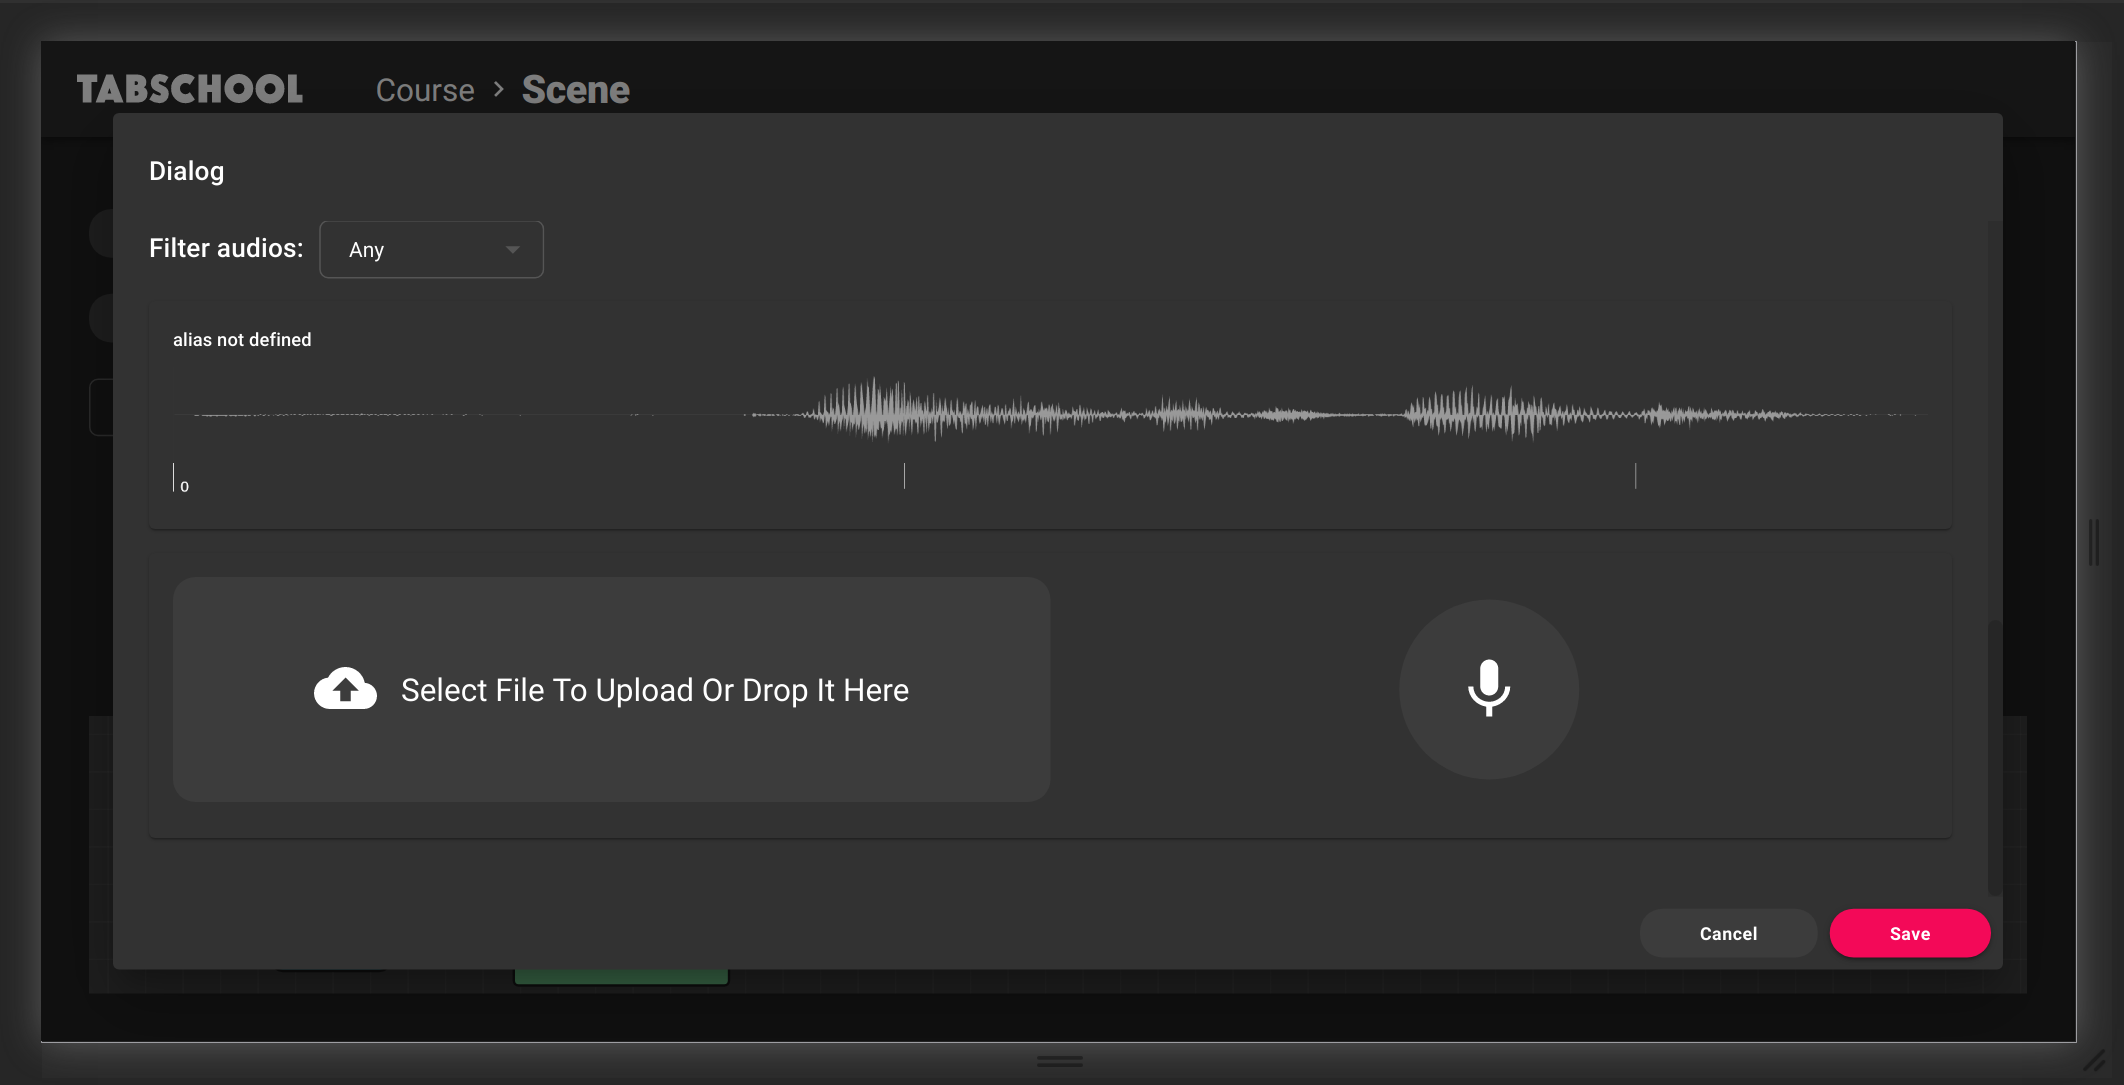 TABSCHOOL
Course > Scene
Dialog
Filter audios: Any
alias not defined
0
Select File To Upload Or Drop It Here
Cancel Save